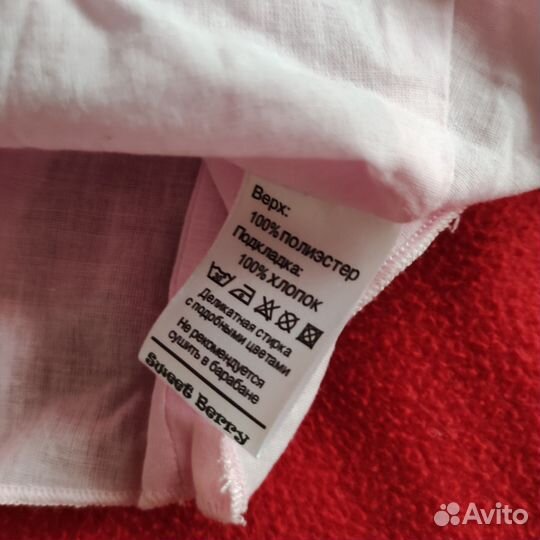 Верх:
100% полиэстер
Подкладка:
100% хлопок
Деликатная стирка
с подобными цветами
Не рекомендуется
сушить в барабане
Sweet Berry
Avito